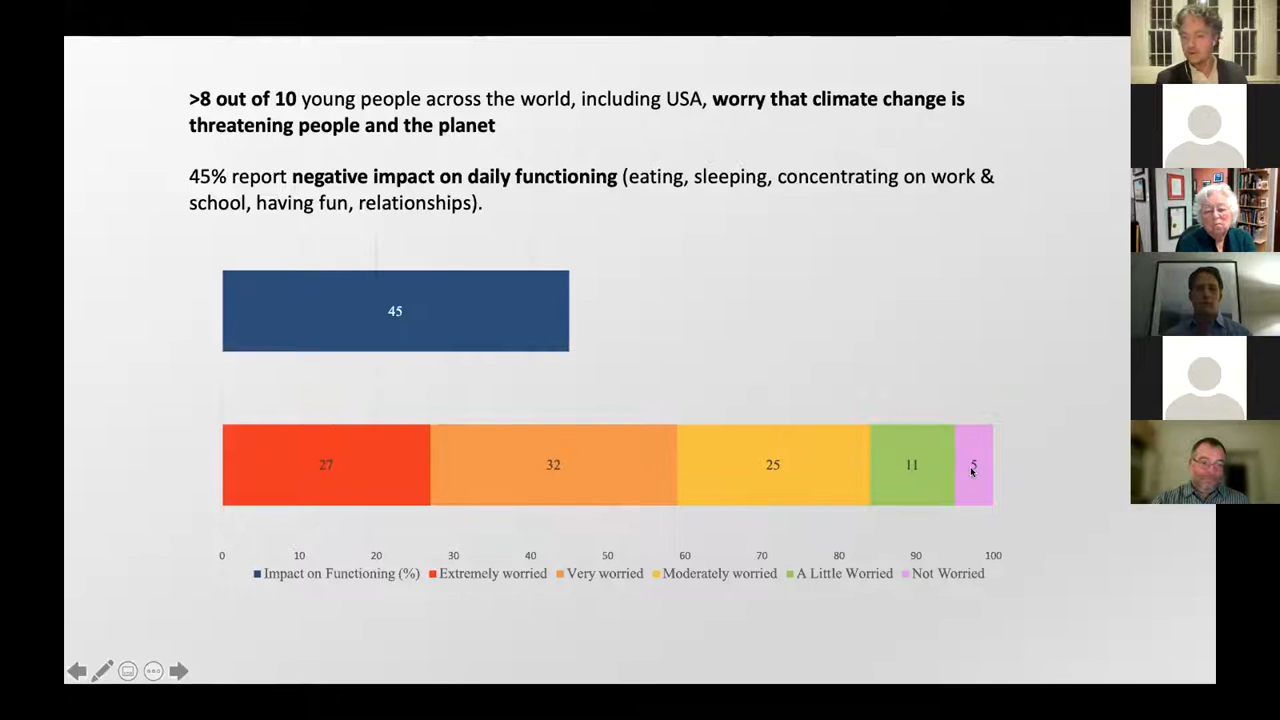 >8 out of 10 young people across the world, including USA, worry that climate change is
threatening people and the planet
45% report negative impact on daily functioning (eating, sleeping, concentrating on work &
school, having fun, relationships).
45
27 32 25 11 5
0 10 20 30 40 50 60 70 80 90 100
Impact on Functioning (%) Extremely worried Very worried Moderately worried A Little Worried Not Worried